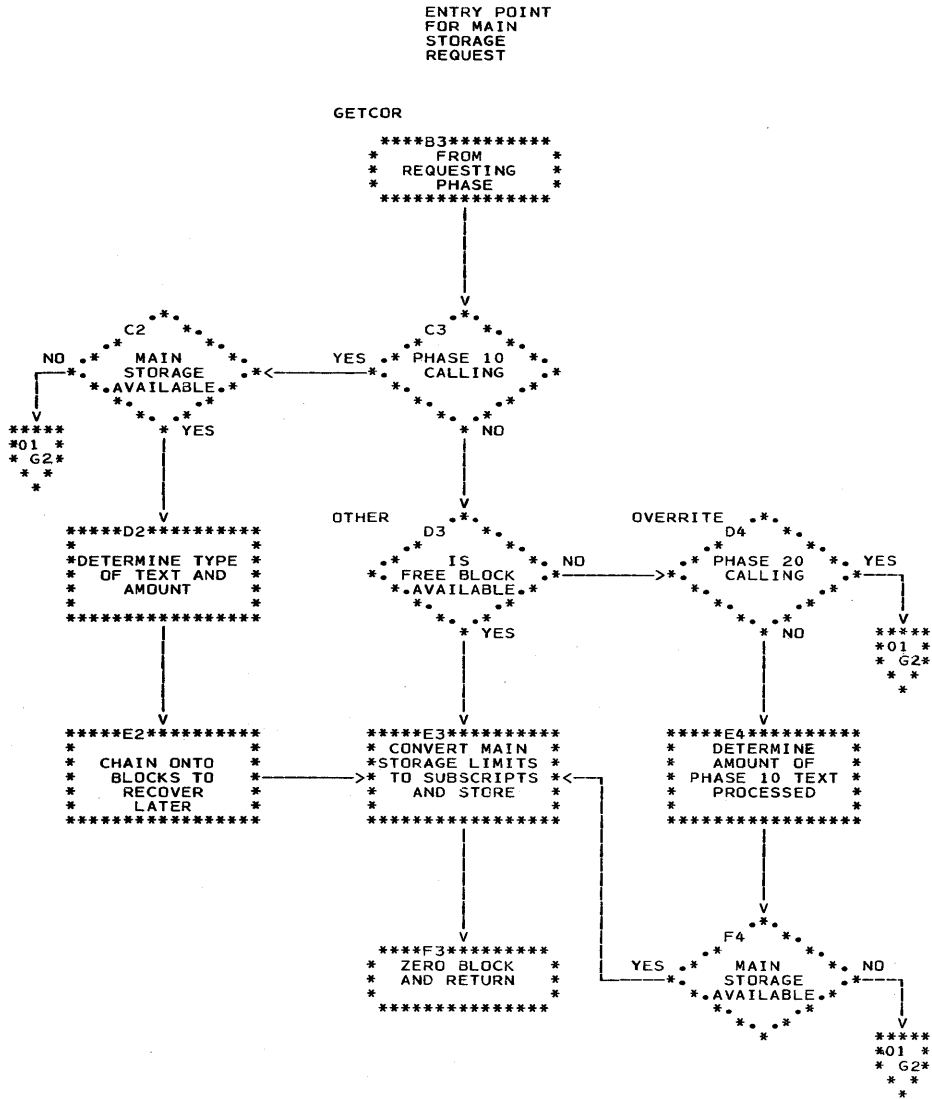 ENTRY POINT
FOR MAIN
STORAGE
REQUEST
GETCOR
B3
FROM
REQUESTING
PHASE
C2
NO
MAIN
STORAGE
AVAILABLE
YES
C3
YES
PHASE 10
CALLING
NO
01
G2
D2
DETERMINE TYPE
OF TEXT AND
AMOUNT
OTHER
D3
IS
FREE BLOCK
AVAILABLE
NO
YES
OVERRITE
D4
PHASE 20
CALLING
YES
NO
01
G2
E2
CHAIN ONTO
BLOCKS TO
RECOVER
LATER
E3
CONVERT MAIN
STORAGE LIMITS
TO SUBSCRIPTS
AND STORE
E4
DETERMINE
AMOUNT OF
PHASE 10 TEXT
PROCESSED
F3
ZERO BLOCK
AND RETURN
F4
YES
MAIN
STORAGE
AVAILABLE
NO
01
G2